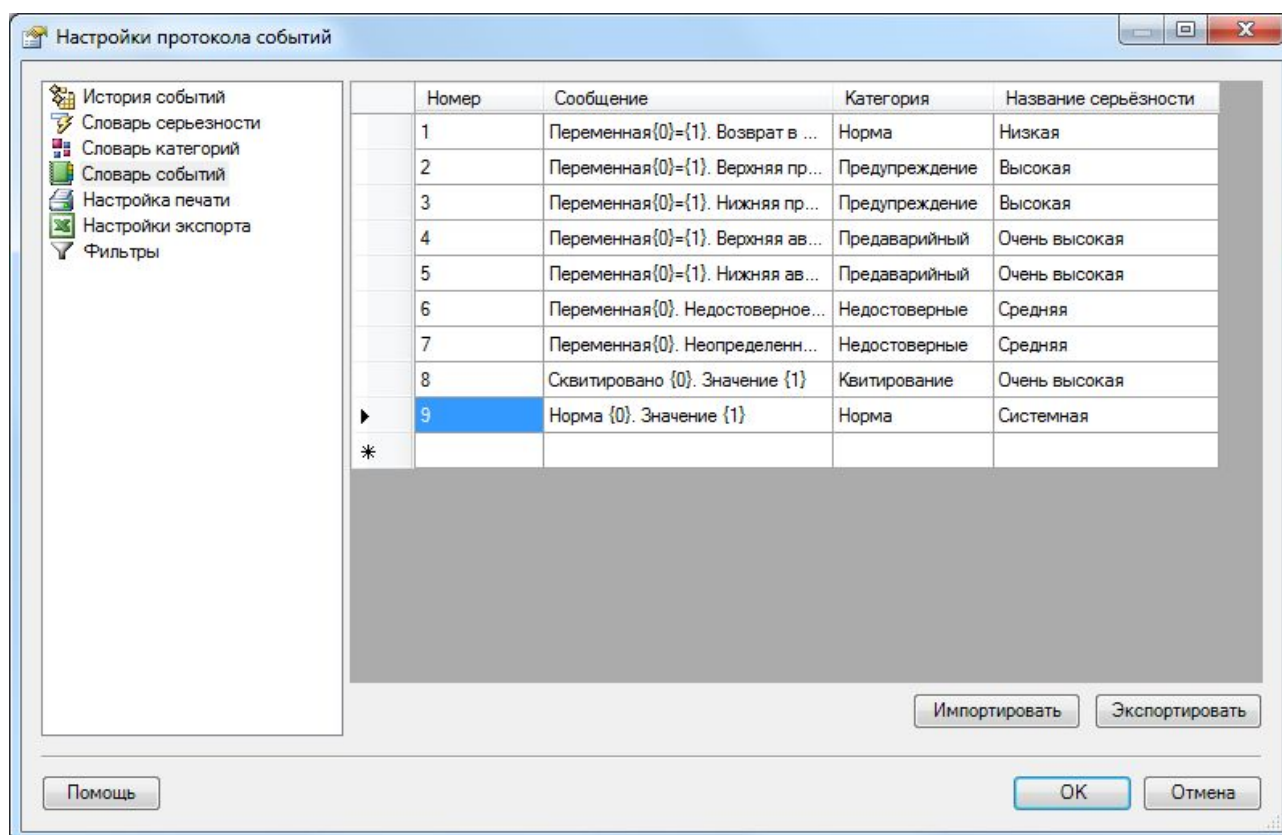 Настройки протокола событий
История событий
Словарь серьезности
Словарь категорий
Словарь событий
Настройка печати
Настройки экспорта
Фильтры
Номер Сообщение Категория Название серьёзности
1 Переменная{0}={1}. Возврат в ... Норма Низкая
2 Переменная{0}={1}. Верхняя пр... Предупреждение Высокая
3 Переменная{0}={1}. Нижняя пр... Предупреждение Высокая
4 Переменная{0}={1}. Верхняя ав... Предаварийный Очень высокая
5 Переменная{0}={1}. Нижняя ав... Предаварийный Очень высокая
6 Переменная{0}. Недостоверное... Недостоверные Средняя
7 Переменная{0}. Неопределенн... Недостоверные Средняя
8 Сквитировано {0}. Значение {1} Квитирование Очень высокая
9 Норма {0}. Значение {1} Норма Системная
Импортировать Экспортировать
Помощь OK Отмена